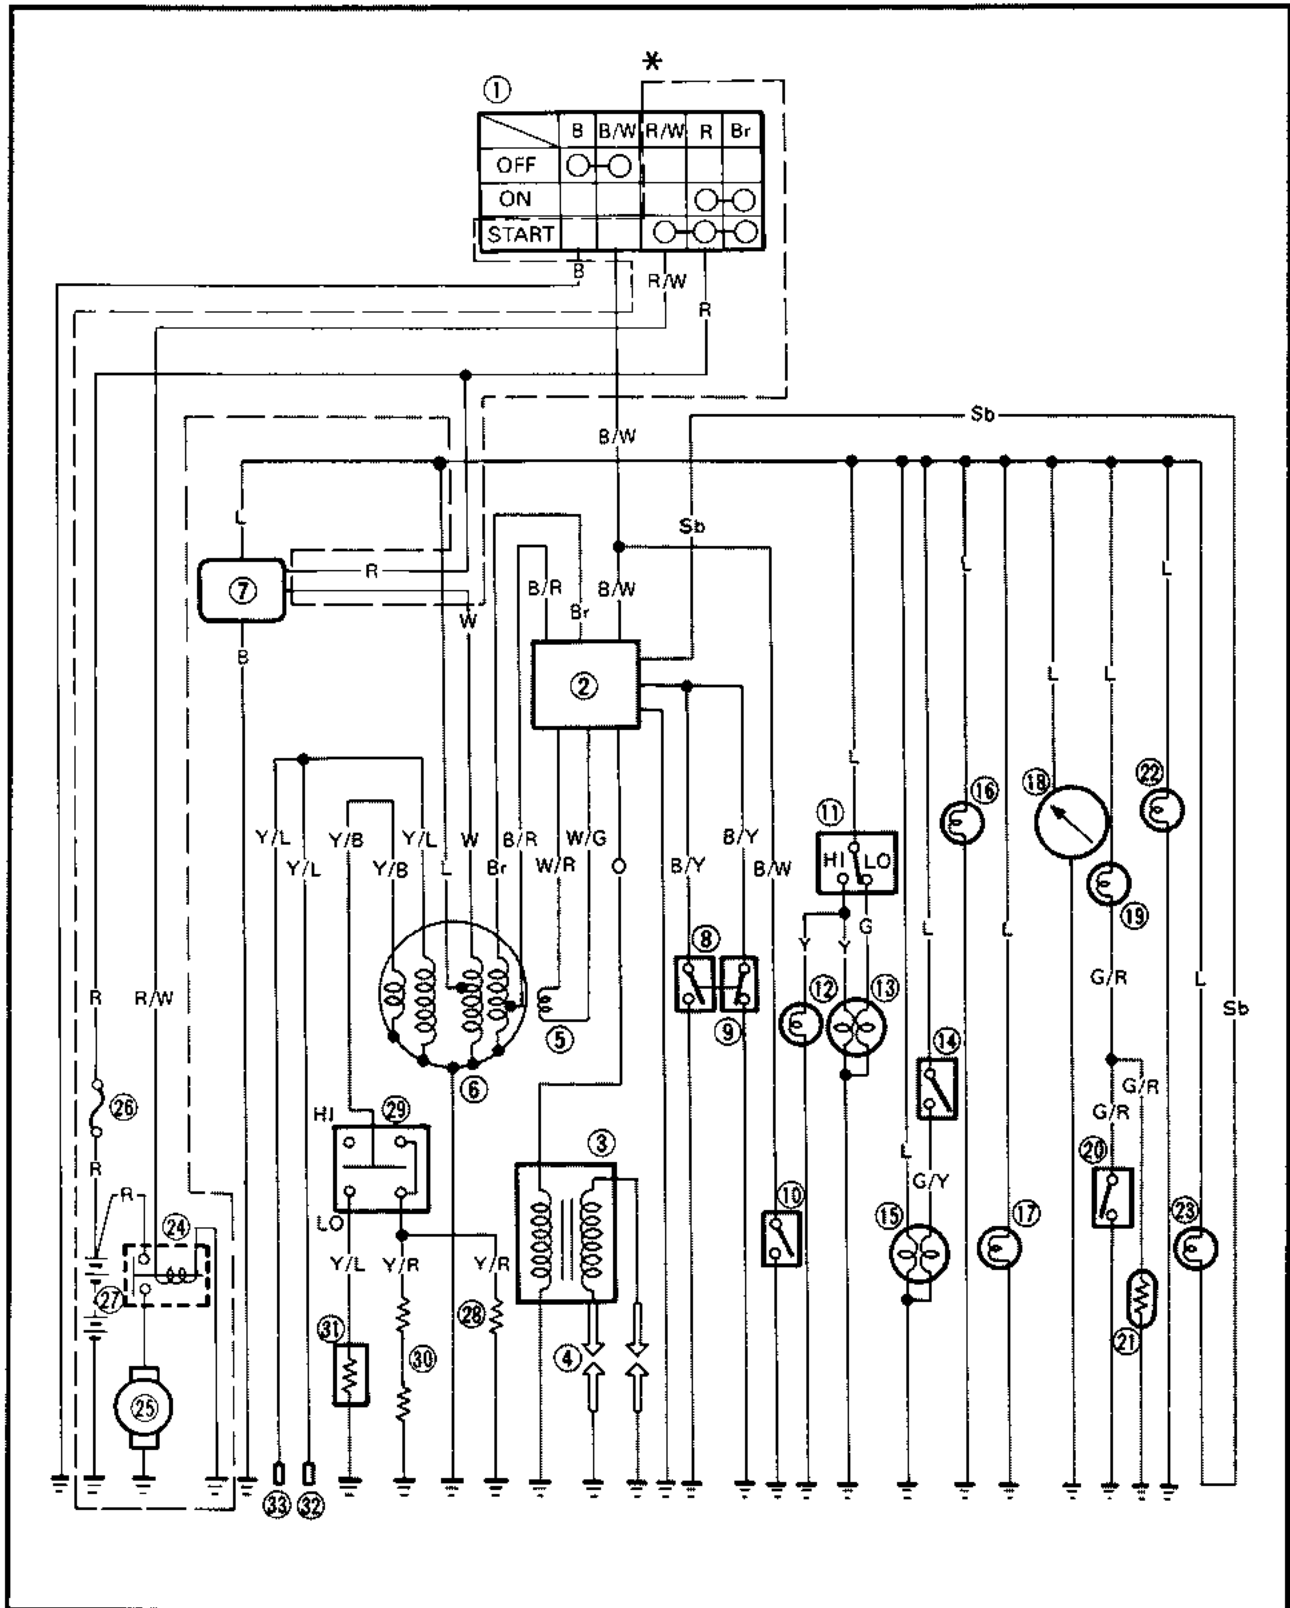 *
①
B B/W R/W R Br
OFF
ON
START
B
R/W
R
Sb
B/W
L
Sb
R
B/R
B/W
L
L
⑦
Br
W
B
②
L
L
L
⑱
㉒
⑯
⑪
Y/L
Y/B
Y/L
W
B/R
W/G
B/Y
HI LO
Y/L
Y/B
L
Br
W/R
O
B/Y
B/W
⑲
G
L
L
⑧
Y
Y
G/R
L
R
R/W
⑫
⑬
Sb
⑤
⑨
⑭
⑥
㉖
HI
㉙
G/R
G/R
③
R
L
⑳
R
G/Y
⑩
LO
㉔
⑮
⑰
㉓
Y/L
Y/R
Y/R
㉗
㉘
㉛
㉑
㉚
④
㉕
㉝
㉜